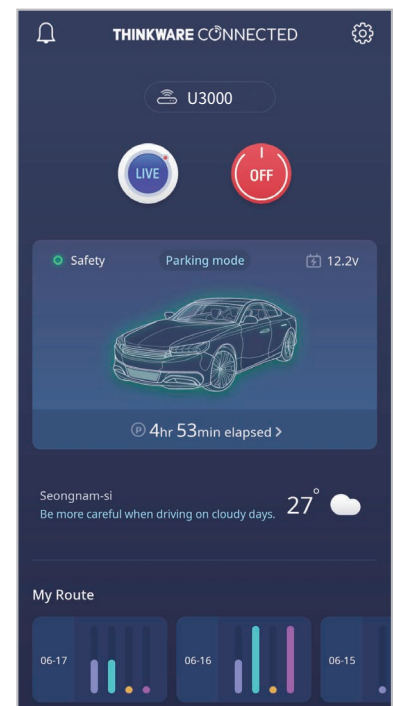 THINKWARE CONNECTED
U3000
LIVE
OFF
Safety
Parking mode
12.2v
P 4hr 53min elapsed >
Seongnam-si
Be more careful when driving on cloudy days.
27°
My Route
06-17
06-16
06-15